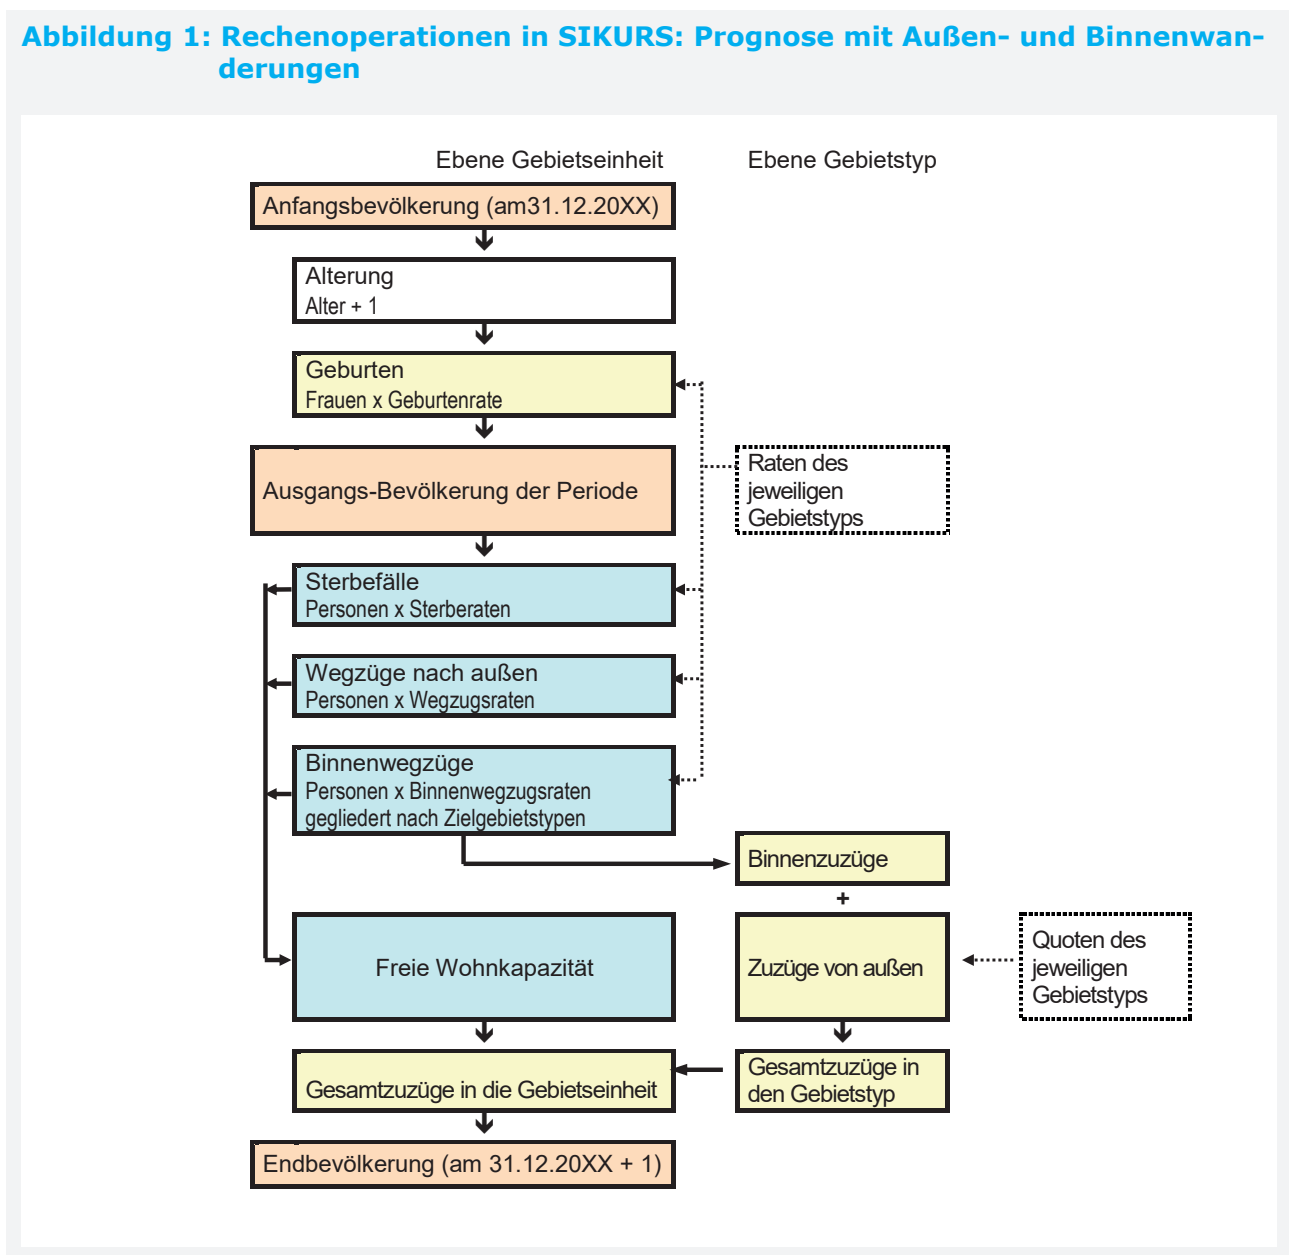 Abbildung 1: Rechenoperationen in SIKURS: Prognose mit Außen- und Binnenwan-
derungen
Ebene Gebietseinheit
Ebene Gebietstyp
Anfangsbevölkerung (am31.12.20XX)
Alterung
Alter + 1
Geburten
Frauen x Geburtenrate
Raten des
jeweiligen
Gebietstyps
Ausgangs-Bevölkerung der Periode
Sterbefälle
Personen x Sterberaten
Wegzüge nach außen
Personen x Wegzugsraten
Binnenwegzüge
Personen x Binnenwegzugsraten
gegliedert nach Zielgebietstypen
Binnenzuzüge
+
Freie Wohnkapazität
Zuzüge von außen
Quoten des
jeweiligen
Gebietstyps
Gesamtzuzüge in die Gebietseinheit
Gesamtzuzüge in
den Gebietstyp
Endbevölkerung (am 31.12.20XX + 1)